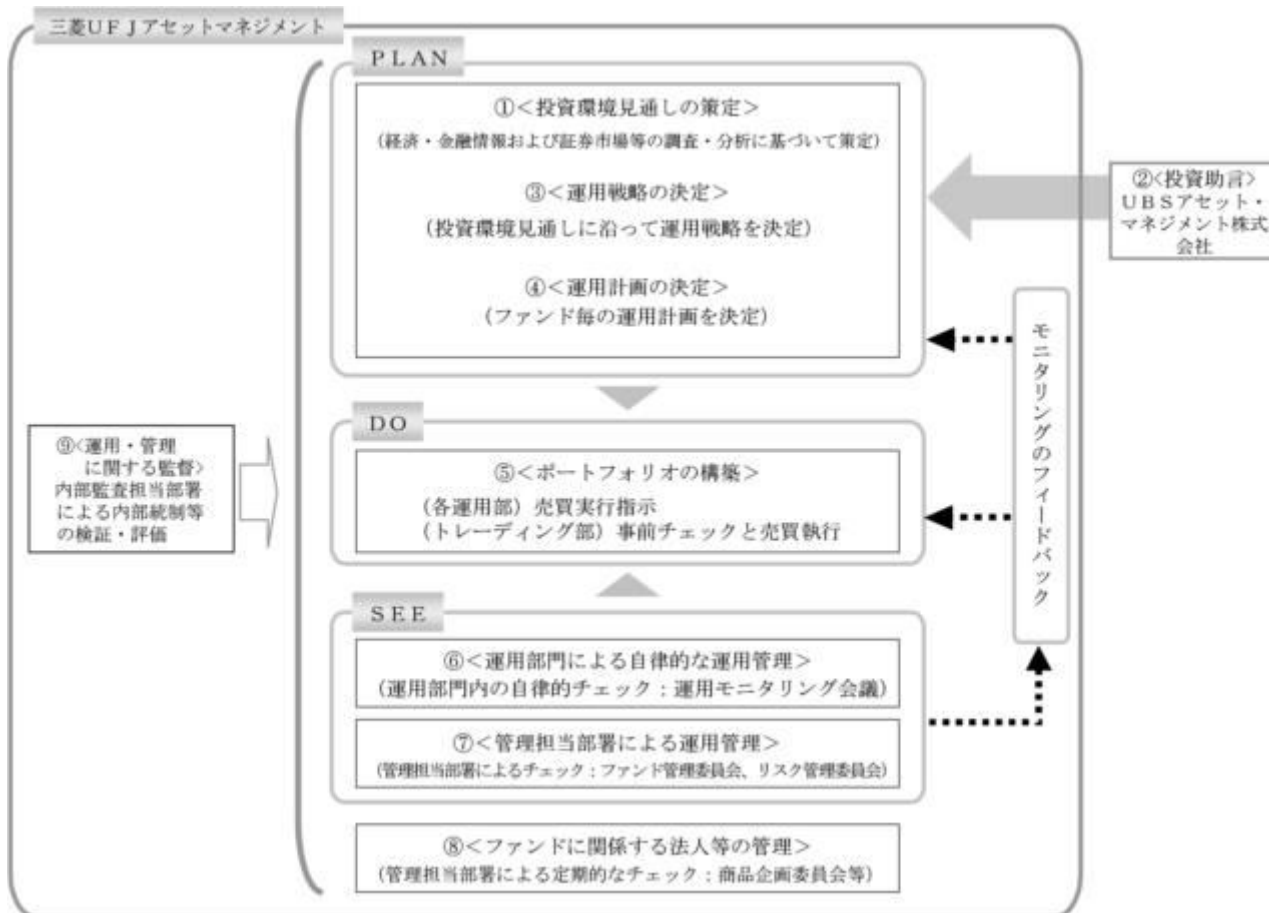 三菱ＵＦＪアセットマネジメント
ＰＬＡＮ
①＜投資環境見通しの策定＞
(経済・金融情報および証券市場等の調査・分析に基づいて策定)
③＜運用戦略の決定＞
(投資環境見通しに沿って運用戦略を決定)
④＜運用計画の決定＞
(ファンド毎の運用計画を決定)
②<投資助言>
ＵＢＳアセット・
マネジメント株式
会社
モニタリングのフィードバック
ＤＯ
⑤＜ポートフォリオの構築＞
(各運用部）売買実行指示
(トレーディング部）事前チェックと売買執行
⑨<運用・管理
に関する監督>
内部監査担当部署
による内部統制等
の検証・評価
ＳＥＥ
⑥＜運用部門による自律的な運用管理＞
(運用部門内の自律的チェック：運用モニタリング会議)
⑦＜管理担当部署による運用管理＞
(管理担当部署によるチェック：ファンド管理委員会、リスク管理委員会)
⑧＜ファンドに関係する法人等の管理＞
(管理担当部署による定期的なチェック：商品企画委員会等)